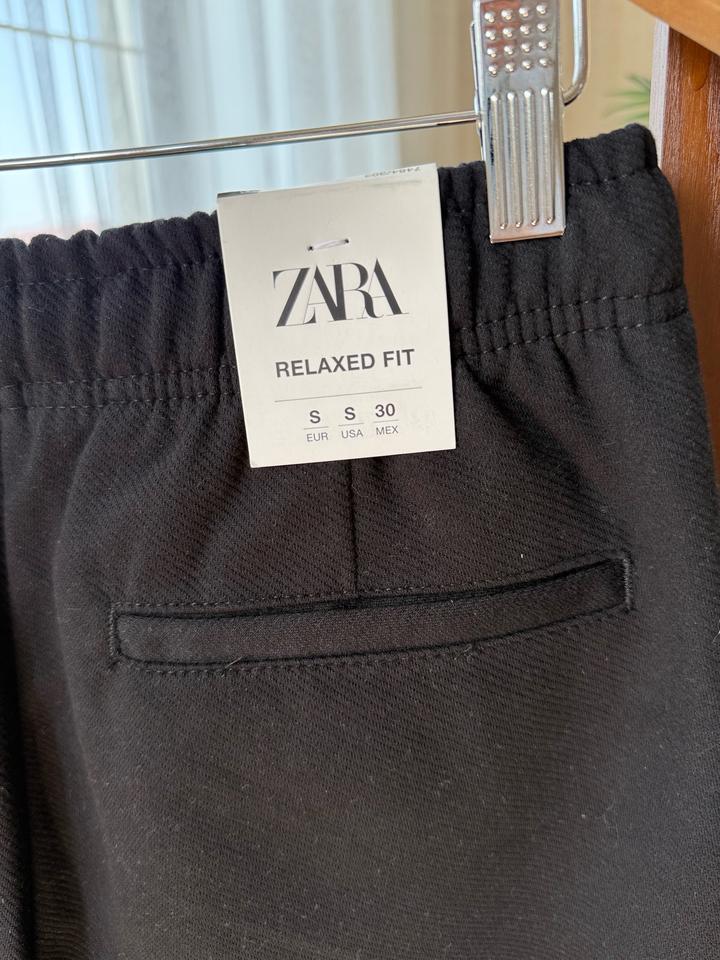 ZARA
RELAXED FIT
S S 30
EUR USA MEX